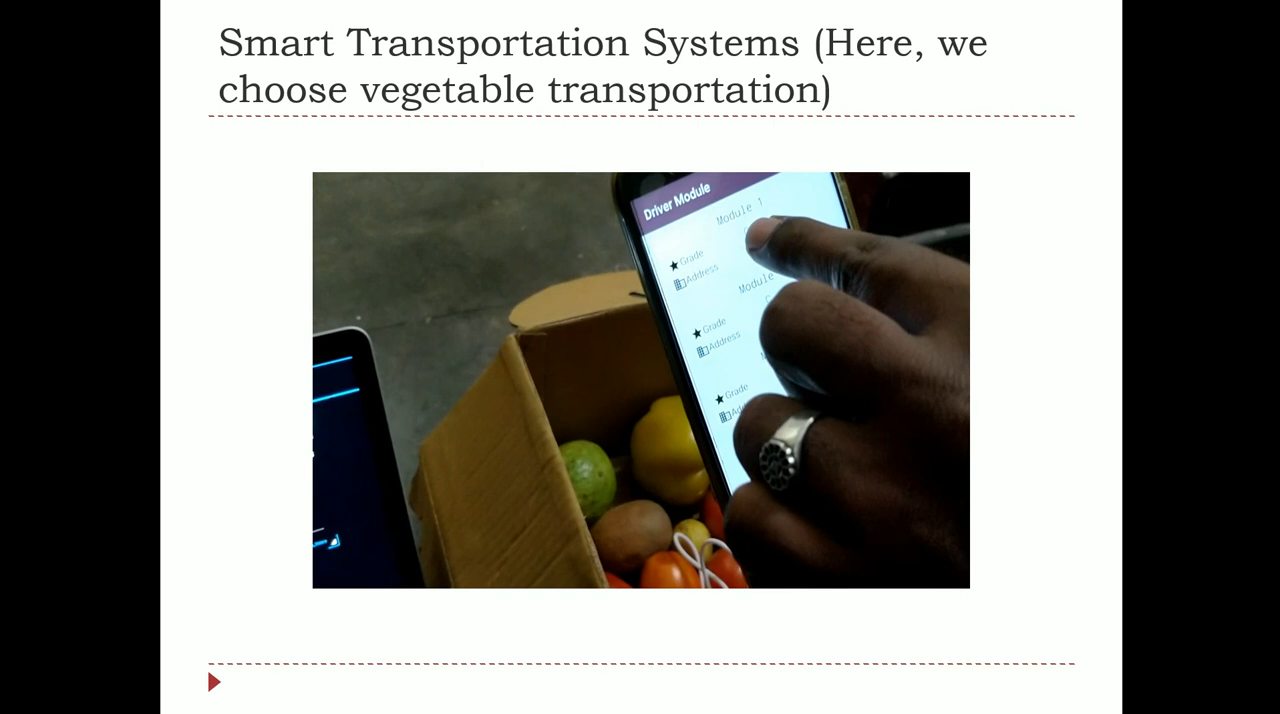 Smart Transportation Systems (Here, we
choose vegetable transportation)
Driver Module
Module 1
Grade
Address
Module
Grade
Address
Grade